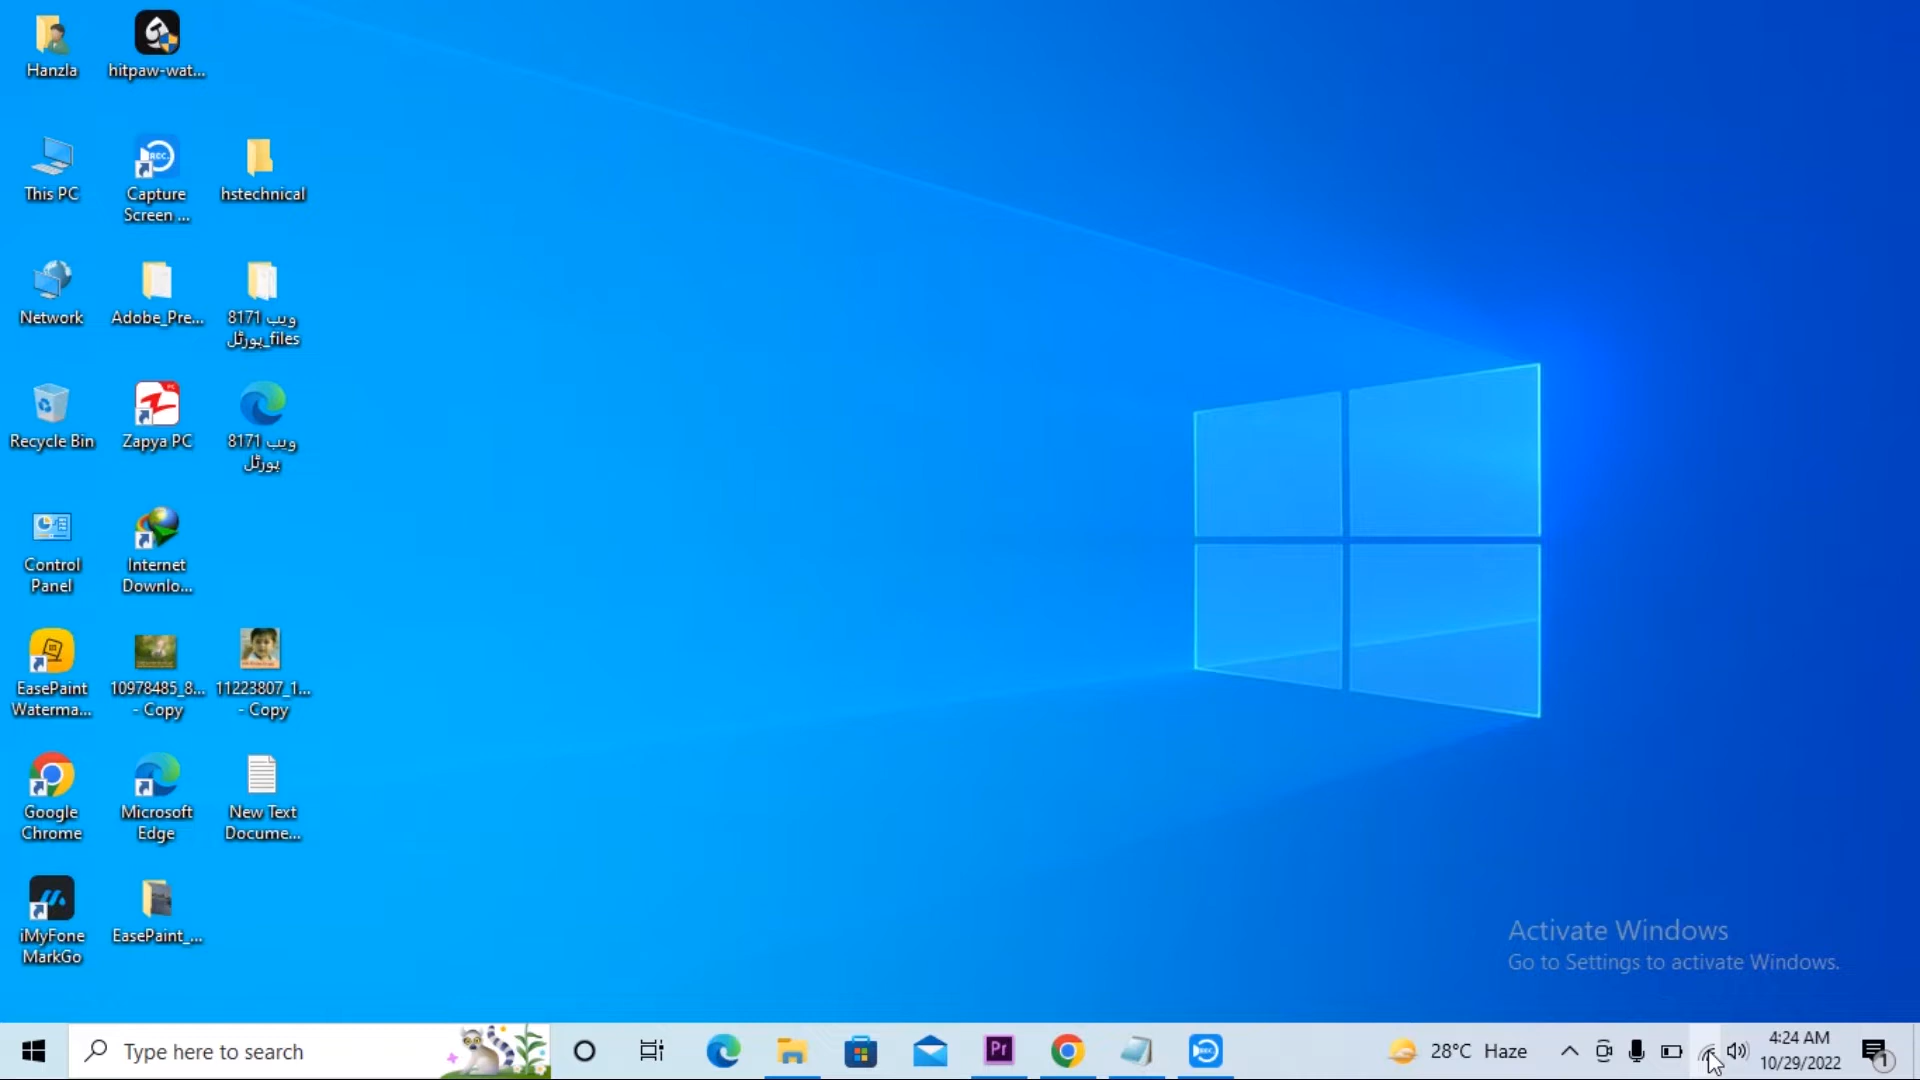 Hanzla
hitpaw-wat...
This PC
Capture
Screen ...
hstechnical
Network
Adobe_Pre...
ویب 8171
پورٹل_files
Recycle Bin
Zapya PC
ویب 8171
پورٹل
Control
Panel
Internet
Downlo...
EasePaint
Waterma...
10978485_8...
- Copy
11223807_1...
- Copy
Google
Chrome
Microsoft
Edge
New Text
Docume...
iMyFone
MarkGo
EasePaint_...
Activate Windows
Go to Settings to activate Windows.
Type here to search
Pr
REC
28°C Haze
4:24 AM
10/29/2022
1